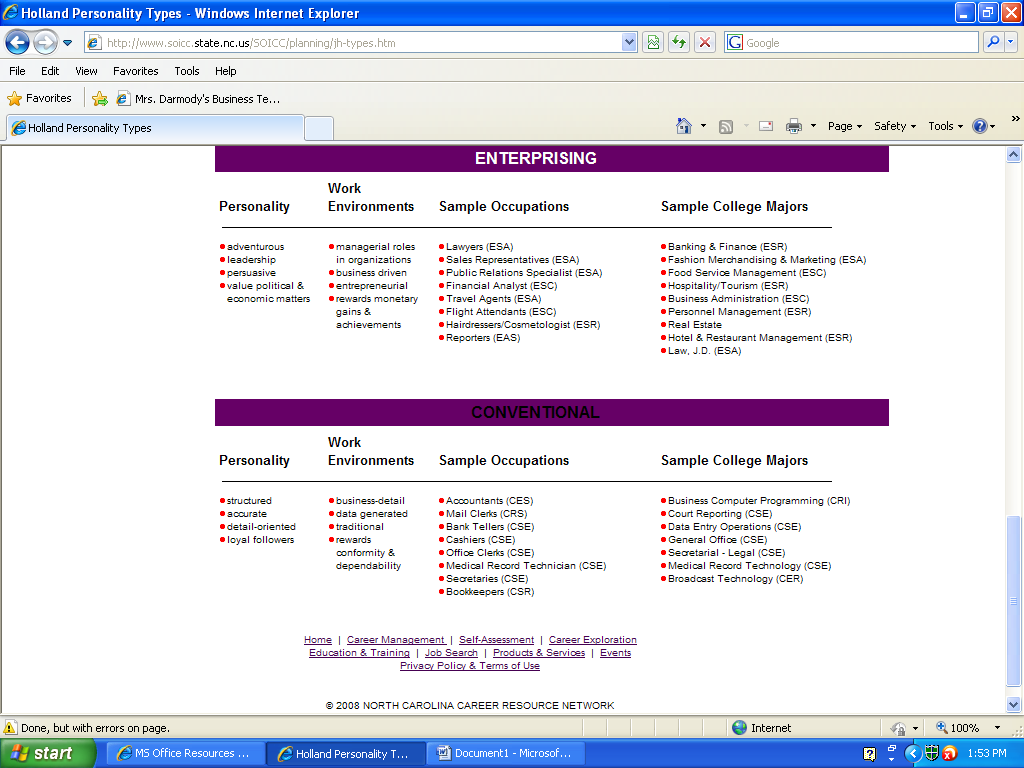 Holland Personality Types - Windows Internet Explorer
http://www.soicc.state.nc.us/SOICC/planning/jh-types.htm
Google
File Edit View Favorites Tools Help
Favorites Mrs. Darmody's Business Te...
Holland Personality Types
Page Safety Tools »
ENTERPRISING
Personality
Work
Environments
Sample Occupations
Sample College Majors
adventurous
leadership
persuasive
value political &
economic matters
managerial roles
in organizations
business driven
entrepreneurial
rewards monetary
gains &
achievements
Lawyers (ESA)
Sales Representatives (ESA)
Public Relations Specialist (ESA)
Financial Analyst (ESC)
Travel Agents (ESA)
Flight Attendants (ESC)
Hairdressers/Cosmetologist (ESR)
Reporters (EAS)
Banking & Finance (ESR)
Fashion Merchandising & Marketing (ESA)
Food Service Management (ESC)
Hospitality/Tourism (ESR)
Business Administration (ESC)
Personnel Management (ESR)
Real Estate
Hotel & Restaurant Management (ESR)
Law, J.D. (ESA)
CONVENTIONAL
Personality
Work
Environments
Sample Occupations
Sample College Majors
structured
accurate
detail-oriented
loyal followers
business-detail
data generated
traditional
rewards
conformity &
dependability
Accountants (CES)
Mail Clerks (CRS)
Bank Tellers (CSE)
Cashiers (CSE)
Office Clerks (CSE)
Medical Record Technician (CSE)
Secretaries (CSE)
Bookkeepers (CSR)
Business Computer Programming (CRI)
Court Reporting (CSE)
Data Entry Operations (CSE)
General Office (CSE)
Secretarial - Legal (CSE)
Medical Record Technology (CSE)
Broadcast Technology (CER)
Home | Career Management | Self-Assessment | Career Exploration
Education & Training | Job Search | Products & Services | Events
Privacy Policy & Terms of Use
© 2008 NORTH CAROLINA CAREER RESOURCE NETWORK
Done, but with errors on page. Internet 100%
start MS Office Resources ... Holland Personality T... Document1 - Microsof... 1:53 PM